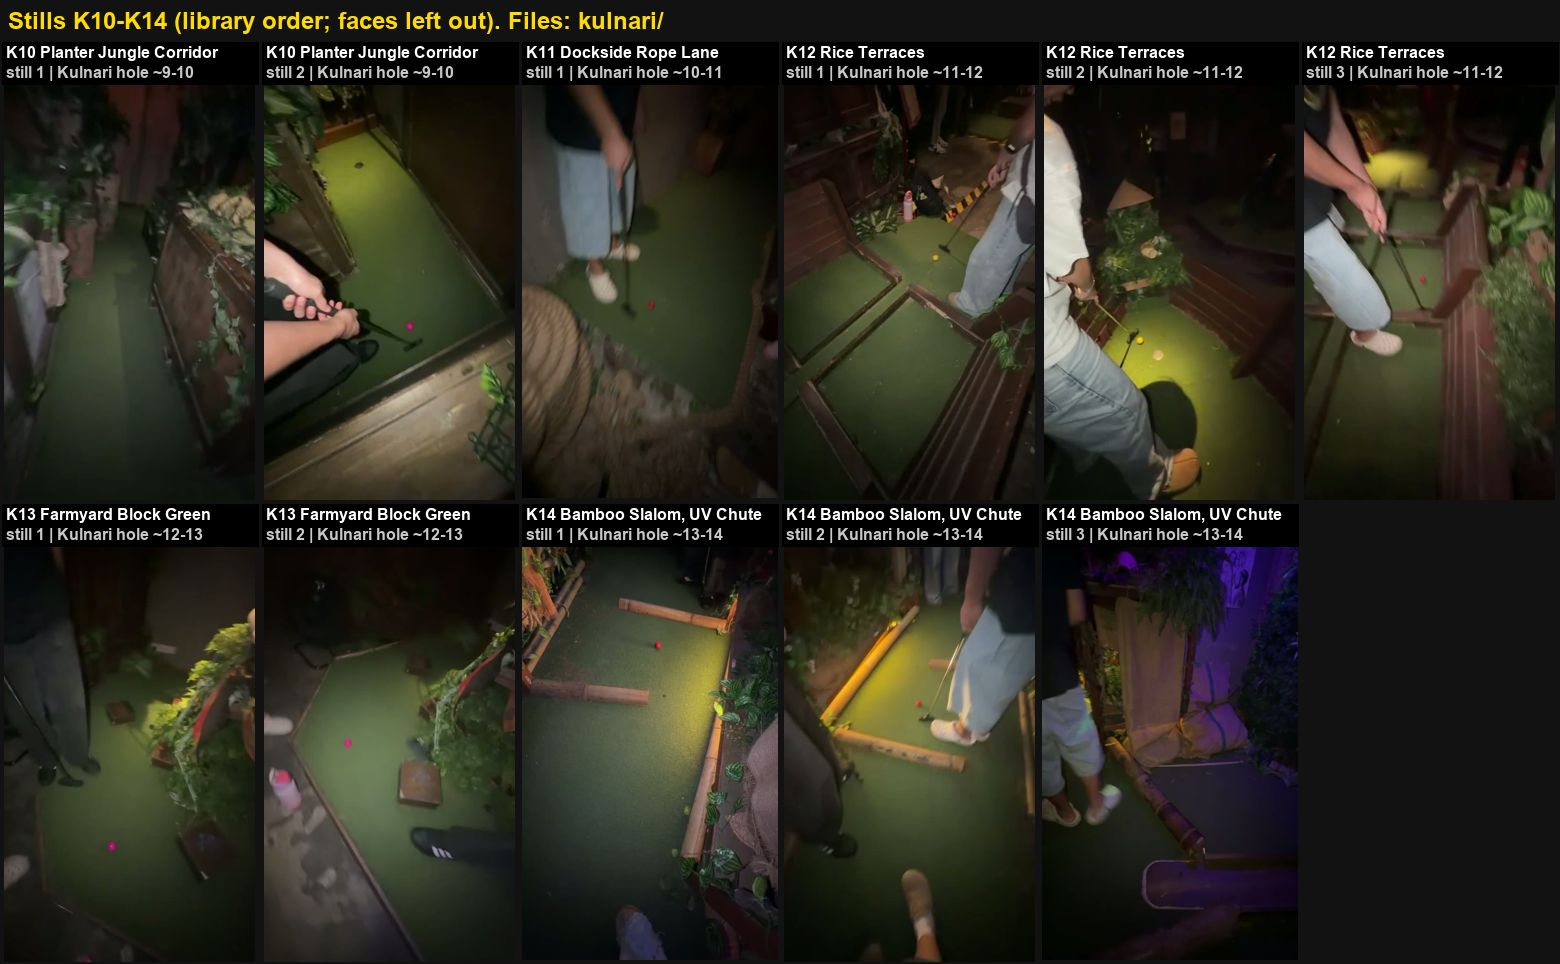 Stills K10-K14 (library order; faces left out). Files: kulnari/
K10 Planter Jungle Corridor
still 1 | Kulnari hole ~9-10
K10 Planter Jungle Corridor
still 2 | Kulnari hole ~9-10
K11 Dockside Rope Lane
still 1 | Kulnari hole ~10-11
K12 Rice Terraces
still 1 | Kulnari hole ~11-12
K12 Rice Terraces
still 2 | Kulnari hole ~11-12
K12 Rice Terraces
still 3 | Kulnari hole ~11-12
K13 Farmyard Block Green
still 1 | Kulnari hole ~12-13
K13 Farmyard Block Green
still 2 | Kulnari hole ~12-13
K14 Bamboo Slalom, UV Chute
still 1 | Kulnari hole ~13-14
K14 Bamboo Slalom, UV Chute
still 2 | Kulnari hole ~13-14
K14 Bamboo Slalom, UV Chute
still 3 | Kulnari hole ~13-14